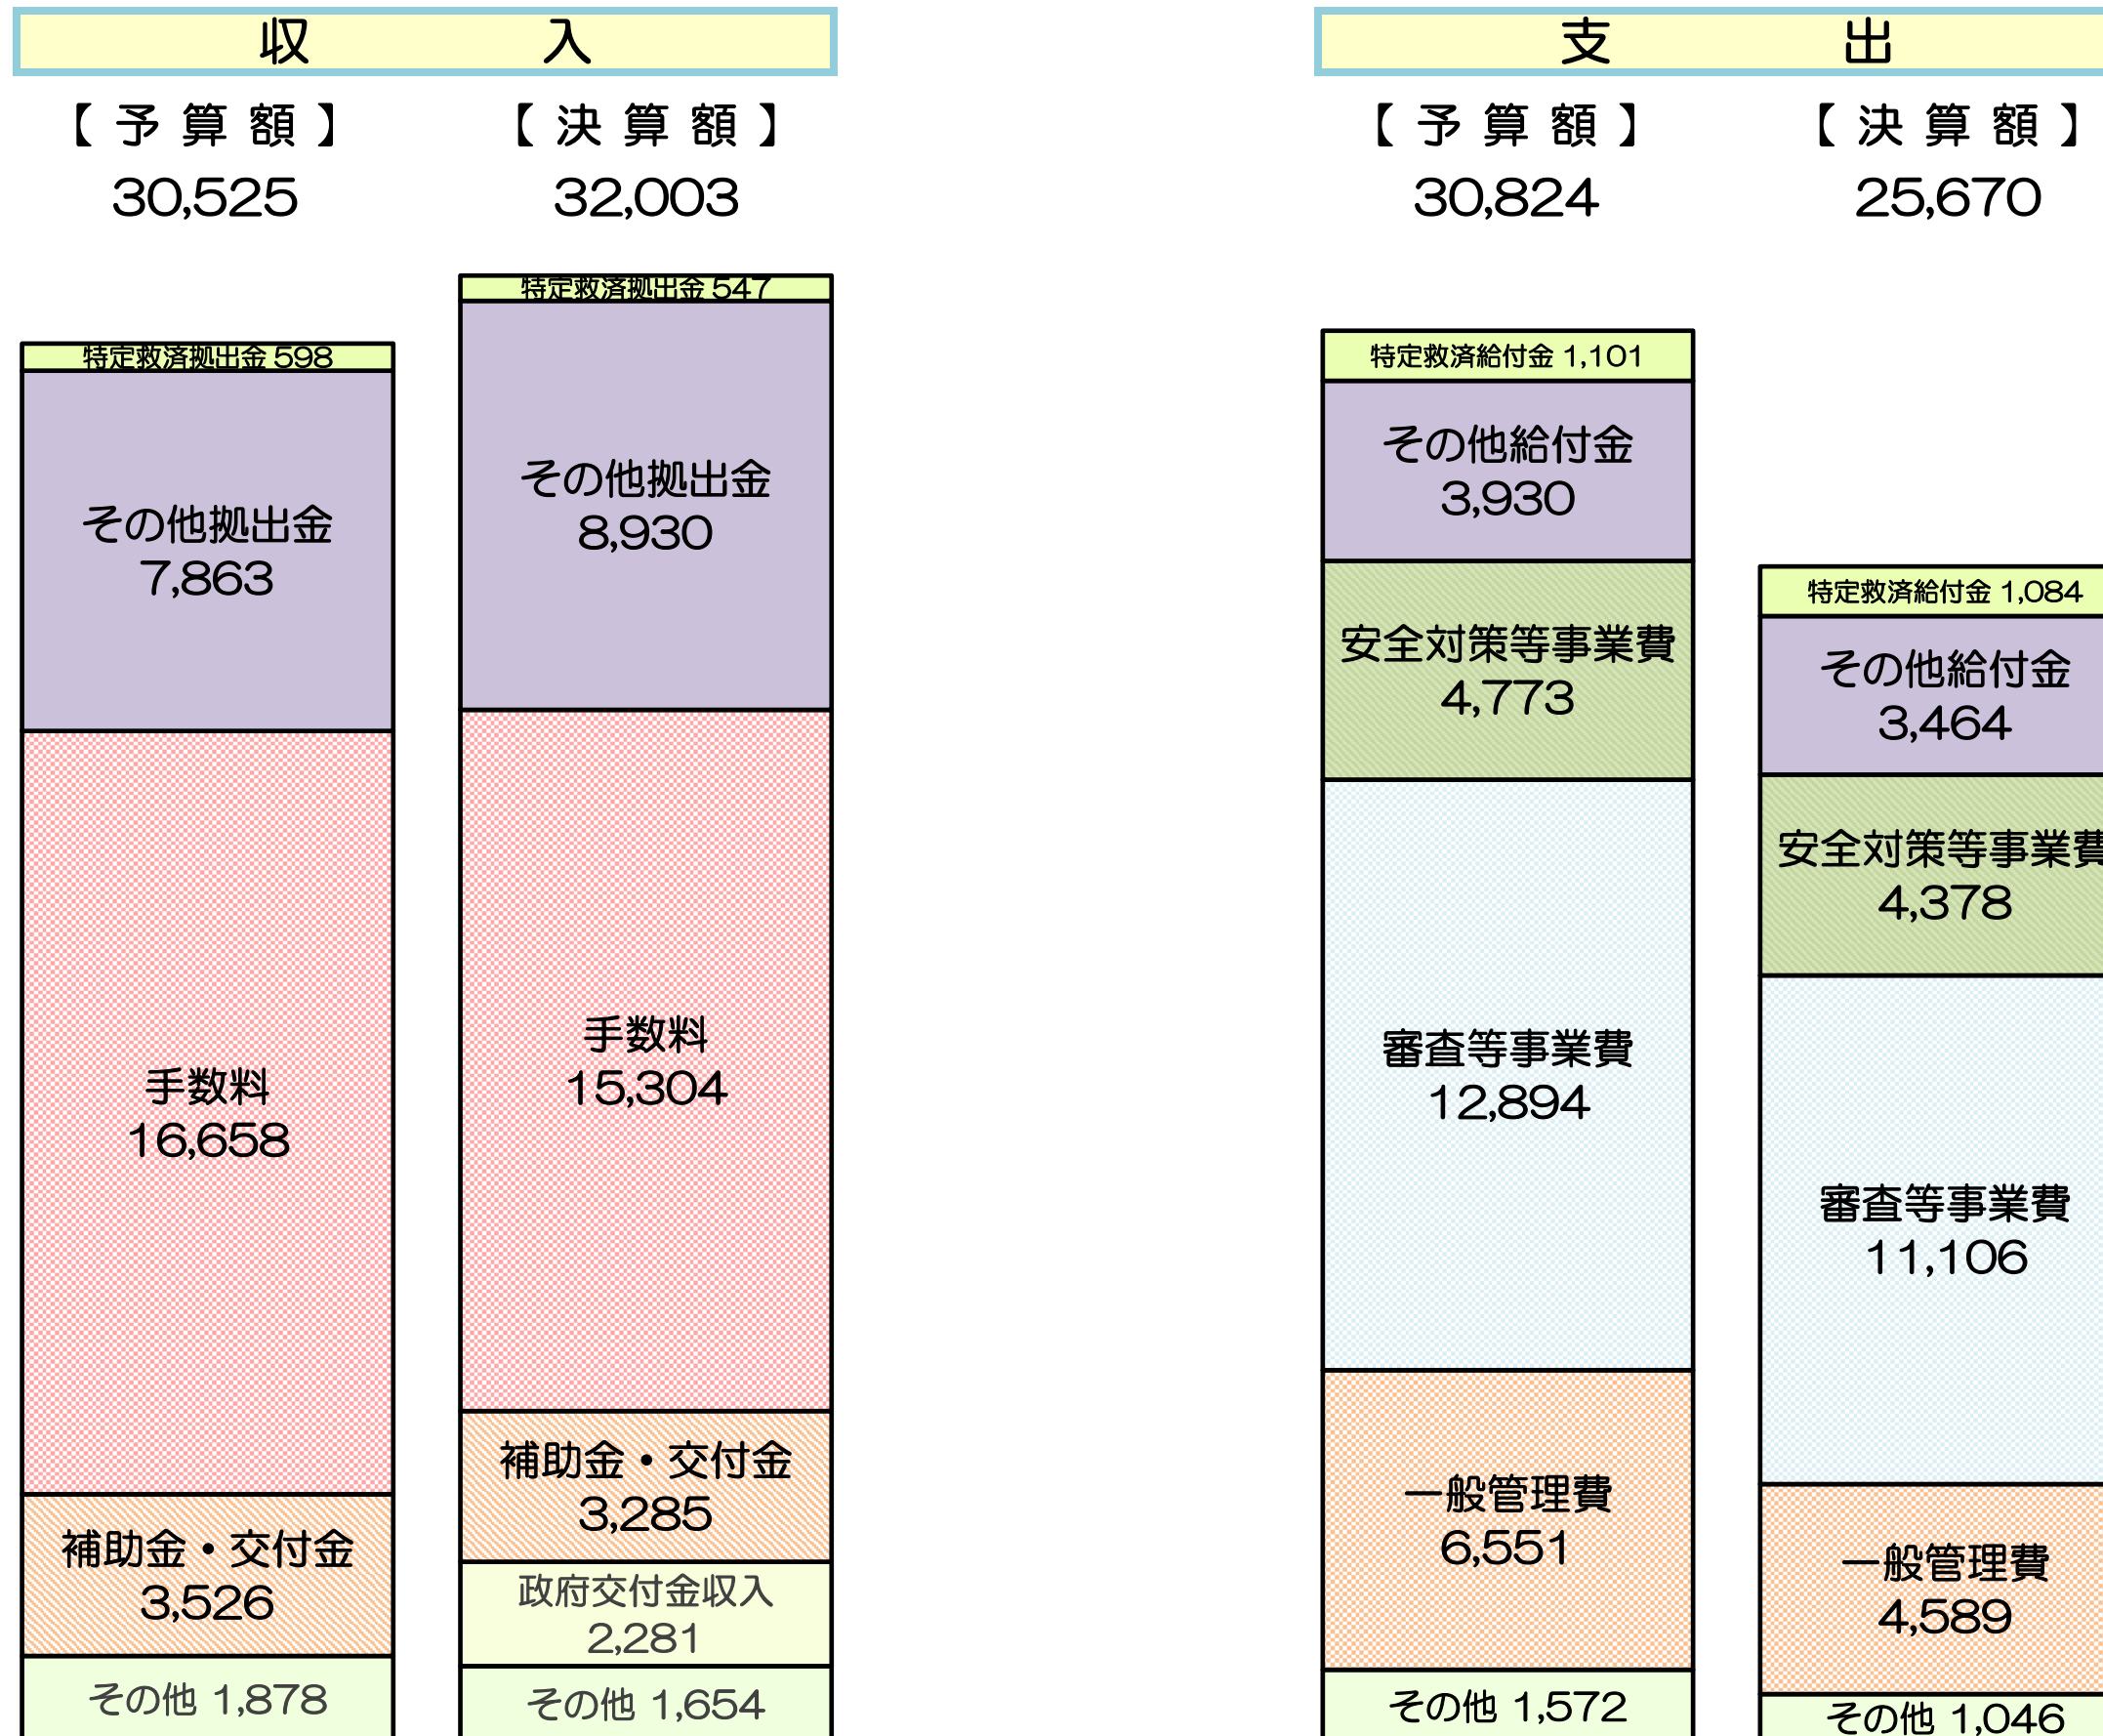 収入
【予算額】
30,525
【決算額】
32,003
特定救済拠出金 598
その他拠出金
7,863
手数料
16,658
補助金・交付金
3,526
その他 1,878
特定救済拠出金 547
その他拠出金
8,930
手数料
15,304
補助金・交付金
3,285
政府交付金収入
2,281
その他 1,654
支出
【予算額】
30,824
【決算額】
25,670
特定救済給付金 1,101
その他給付金
3,930
安全対策等事業費
4,773
審査等事業費
12,894
一般管理費
6,551
その他 1,572
特定救済給付金 1,084
その他給付金
3,464
安全対策等事業費
4,378
審査等事業費
11,106
一般管理費
4,589
その他 1,046